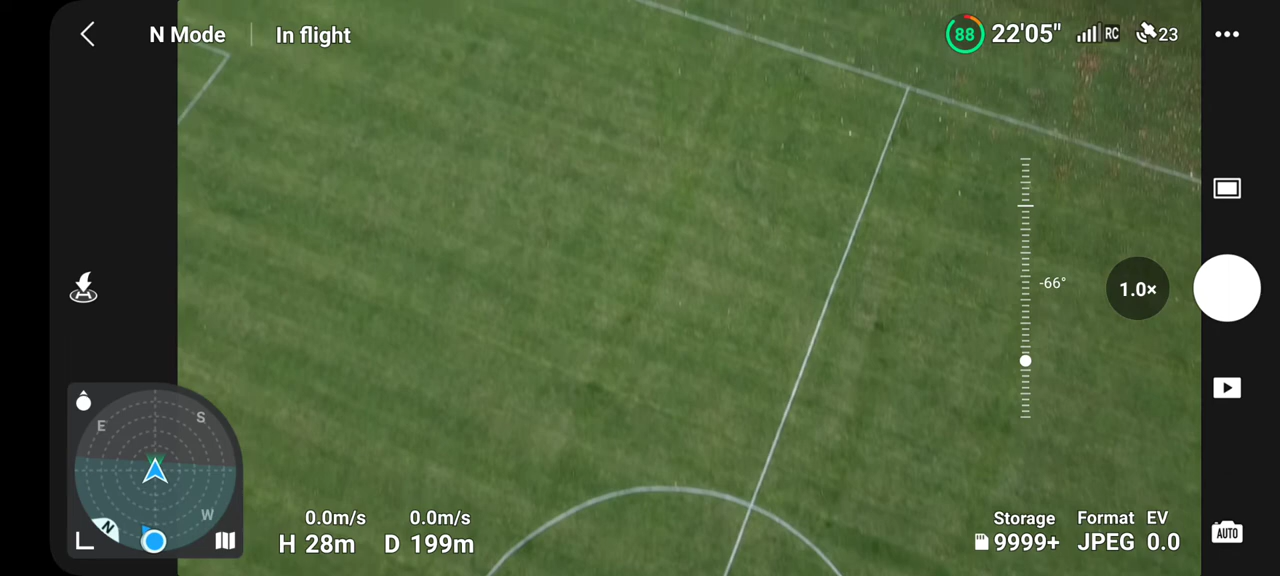 N Mode | In flight
88 22'05" RC 23
-66°
1.0×
E S
N W
0.0m/s 0.0m/s
H 28m D 199m
Storage Format EV
9999+ JPEG 0.0
AUTO